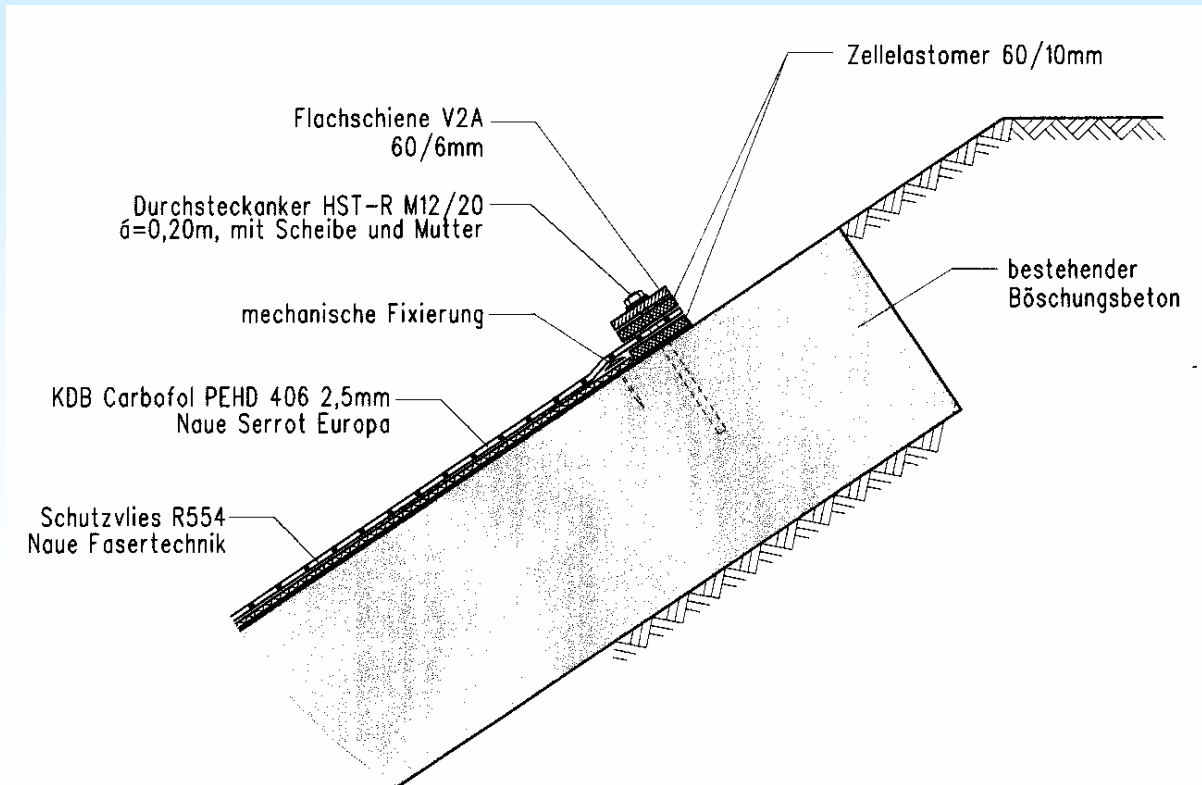 Zellelastomer 60/10mm
Flachschiene V2A
60/6mm
Durchsteckanker HST-R M12/20
á=0,20m, mit Scheibe und Mutter
bestehender
Böschungsbeton
mechanische Fixierung
KDB Carbofol PEHD 406 2,5mm
Naue Serrot Europa
Schutzvlies R554
Naue Fasertechnik